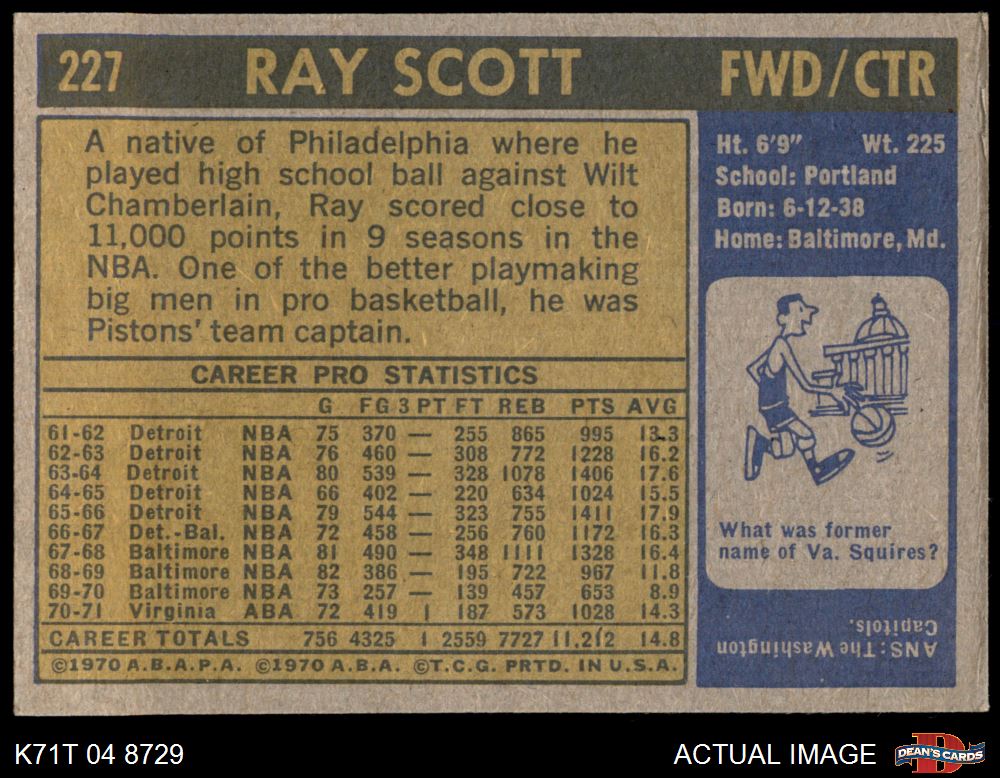 227 RAY SCOTT FWD/CTR
A native of Philadelphia where he
played high school ball against Wilt
Chamberlain, Ray scored close to
11,000 points in 9 seasons in the
NBA. One of the better playmaking
big men in pro basketball, he was
Pistons' team captain.
Ht. 6'9" Wt. 225
School: Portland
Born: 6-12-38
Home: Baltimore, Md.
CAREER PRO STATISTICS
G FG 3 PT FT REB PTS AVG
61-62 Detroit NBA 75 370 — 255 865 995 13.3
62-63 Detroit NBA 76 460 — 308 772 1228 16.2
63-64 Detroit NBA 80 539 — 328 1078 1406 17.6
64-65 Detroit NBA 66 402 — 220 634 1024 15.5
65-66 Detroit NBA 79 544 — 323 755 1411 17.9
66-67 Det.-Bal. NBA 72 458 — 256 760 1172 16.3
67-68 Baltimore NBA 81 490 — 348 1111 1328 16.4
68-69 Baltimore NBA 82 386 — 195 722 967 11.8
69-70 Baltimore NBA 73 257 — 139 457 653 8.9
70-71 Virginia ABA 72 419 1 187 573 1028 14.3
CAREER TOTALS 756 4325 1 2559 7727 11,212 14.8
©1970 A.B.A.P.A. ©1970 A.B.A. ©T.C.G. PRTD. IN U.S.A.
What was former
name of Va. Squires?
ANS: The Washington
Capitols.
K71T 04 8729
ACTUAL IMAGE
D
DEAN'S CARDS